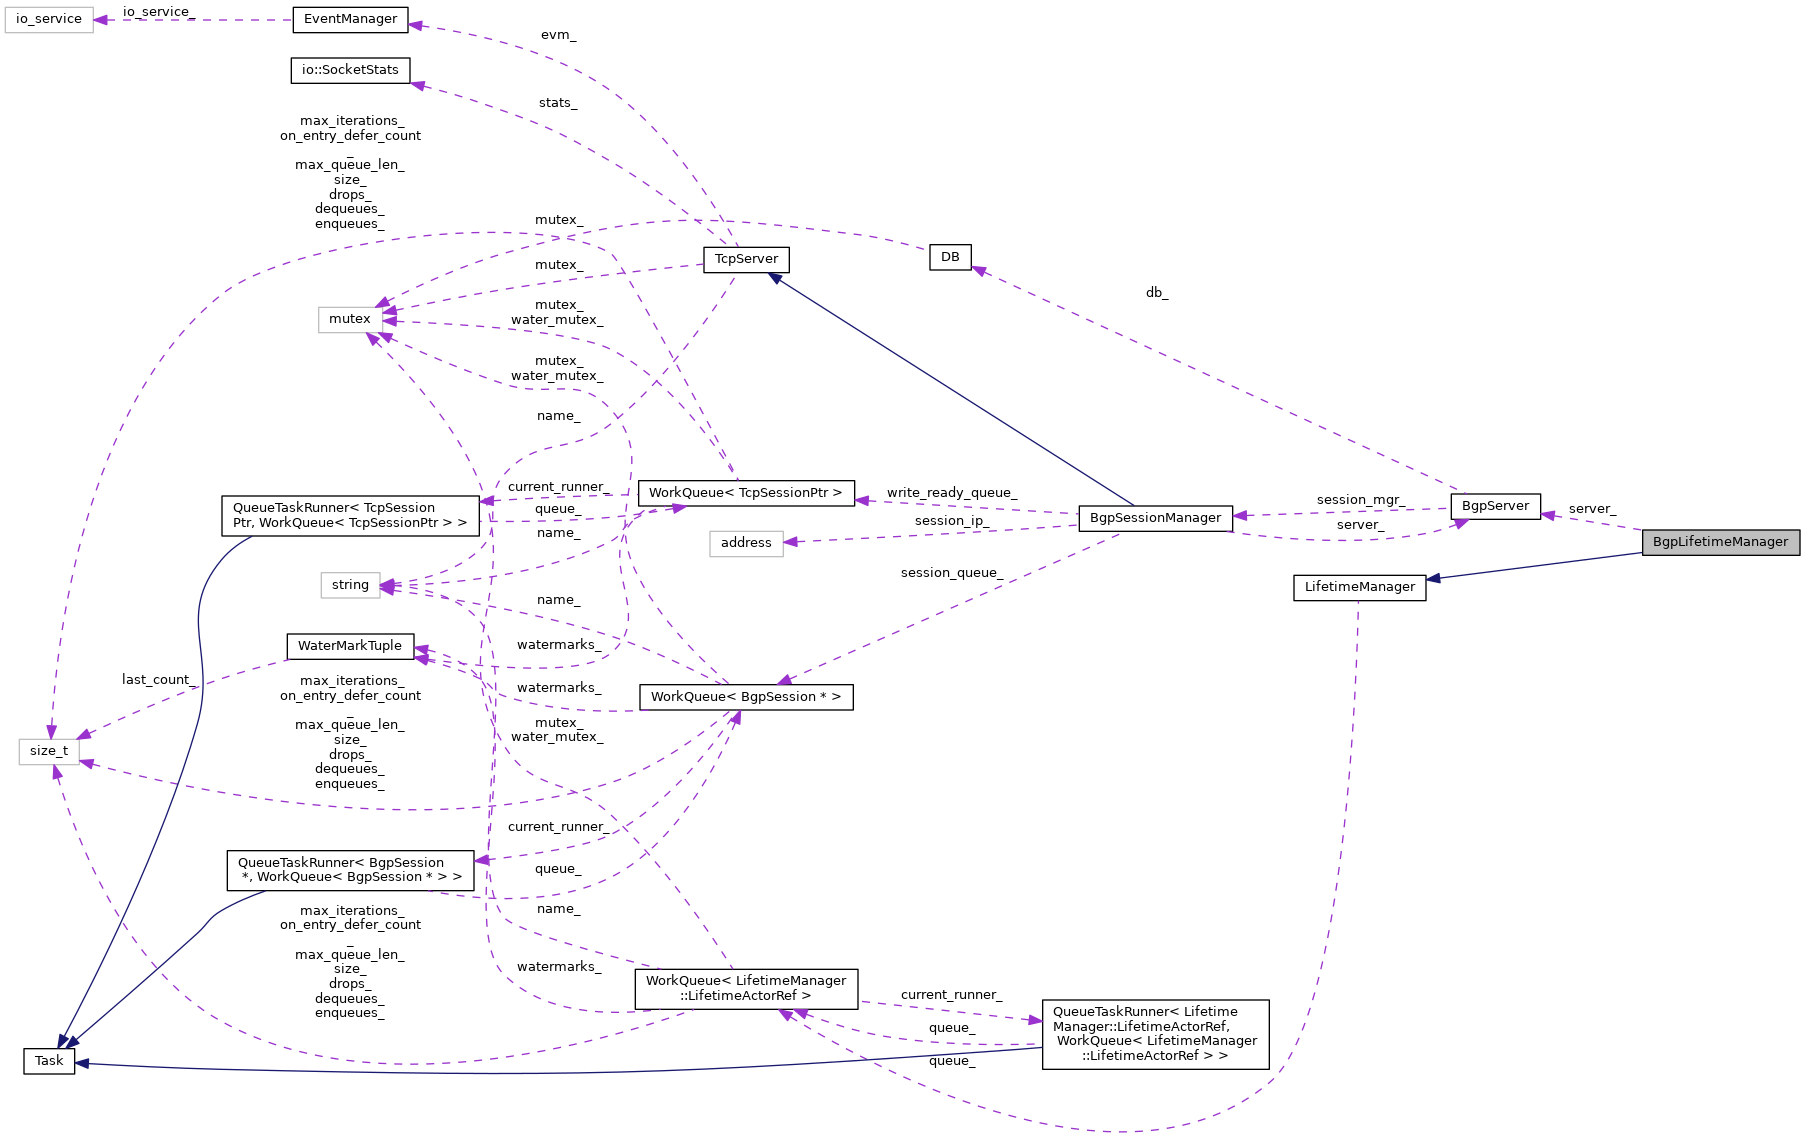 io_service
io_service_
EventManager
evm_
io::SocketStats
stats_
max_iterations_
on_entry_defer_count
_
max_queue_len_
size_
drops_
dequeues_
enqueues_
mutex_
TcpServer
DB
mutex_
db_
mutex
mutex_
water_mutex_
mutex_
water_mutex_
name_
current_runner_
WorkQueue< TcpSessionPtr >
write_ready_queue_
session_mgr_
BgpServer
server_
QueueTaskRunner< TcpSession
Ptr, WorkQueue< TcpSessionPtr > >
queue_
BgpSessionManager
session_ip_
server_
name_
address
BgpLifetimeManager
string
session_queue_
LifetimeManager
name_
WaterMarkTuple
watermarks_
last_count_
watermarks_
WorkQueue< BgpSession * >
max_iterations_
on_entry_defer_count
_
max_queue_len_
size_
drops_
dequeues_
enqueues_
mutex_
water_mutex_
size_t
current_runner_
QueueTaskRunner< BgpSession
*, WorkQueue< BgpSession * > >
queue_
max_iterations_
on_entry_defer_count
_
max_queue_len_
size_
drops_
dequeues_
enqueues_
name_
watermarks_
WorkQueue< LifetimeManager
::LifetimeActorRef >
current_runner_
QueueTaskRunner< Lifetime
Manager::LifetimeActorRef,
WorkQueue< LifetimeManager
::LifetimeActorRef > >
queue_
queue_
Task